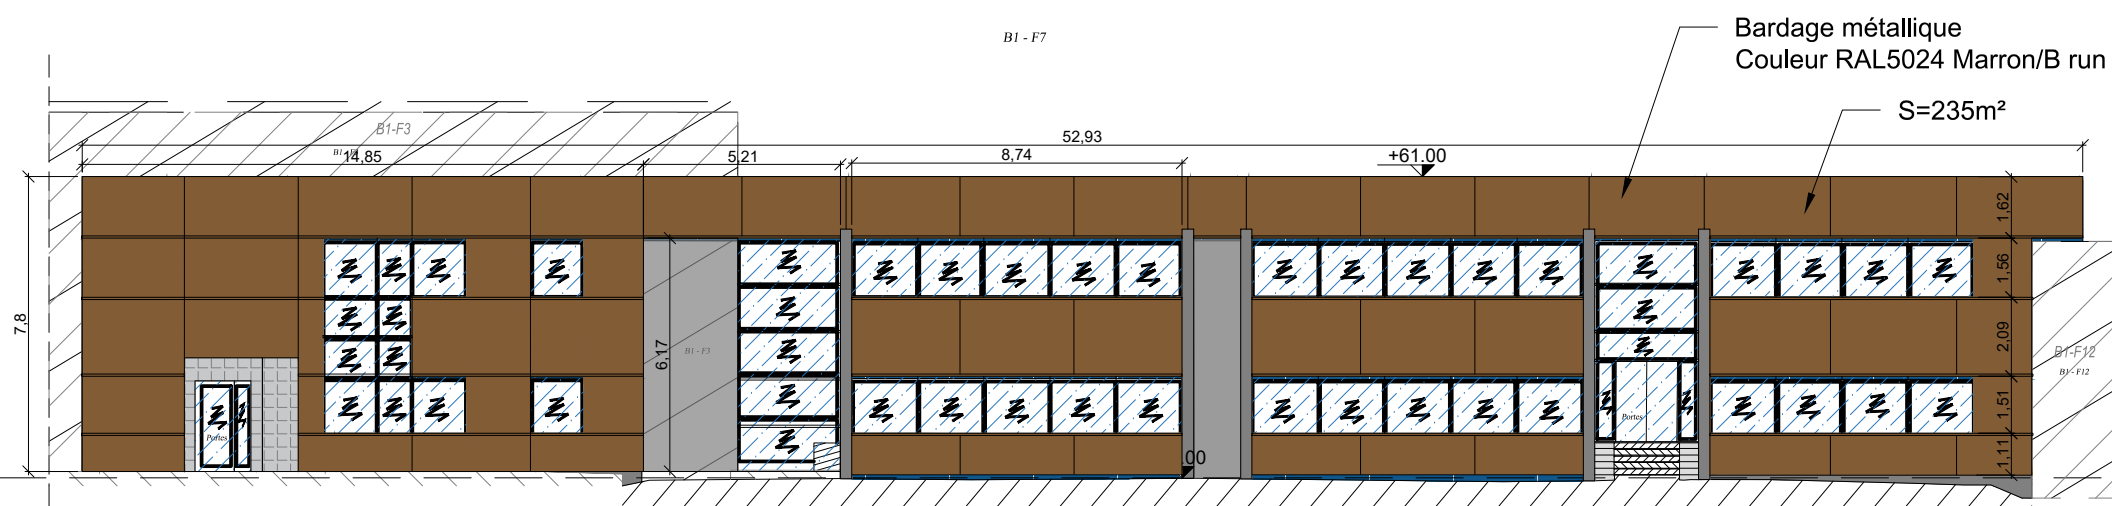 B1 - F7
Bardage métallique
Couleur RAL5024 Marron/B run
S=235m²
B1-F3
52,93
14,85
5,21
8,74
+61.00
7,8
1,62
1,56
6,17
B1 - F3
2,09
B1-F12
B1 - F12
1,51
Portes
Portes
1,11
.00